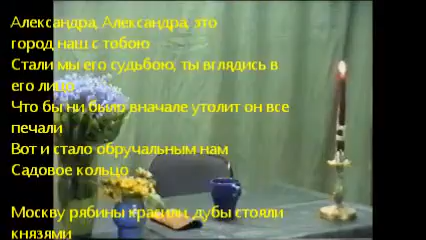 Александра, Александра, это
город наш с тобою
Стали мы его судьбою, ты вглядись в
его лицо
Что бы ни было вначале утолит он все
печали
Вот и стало обручальным нам
Садовое кольцо
Москву рябины красили, дубы стояли
князями